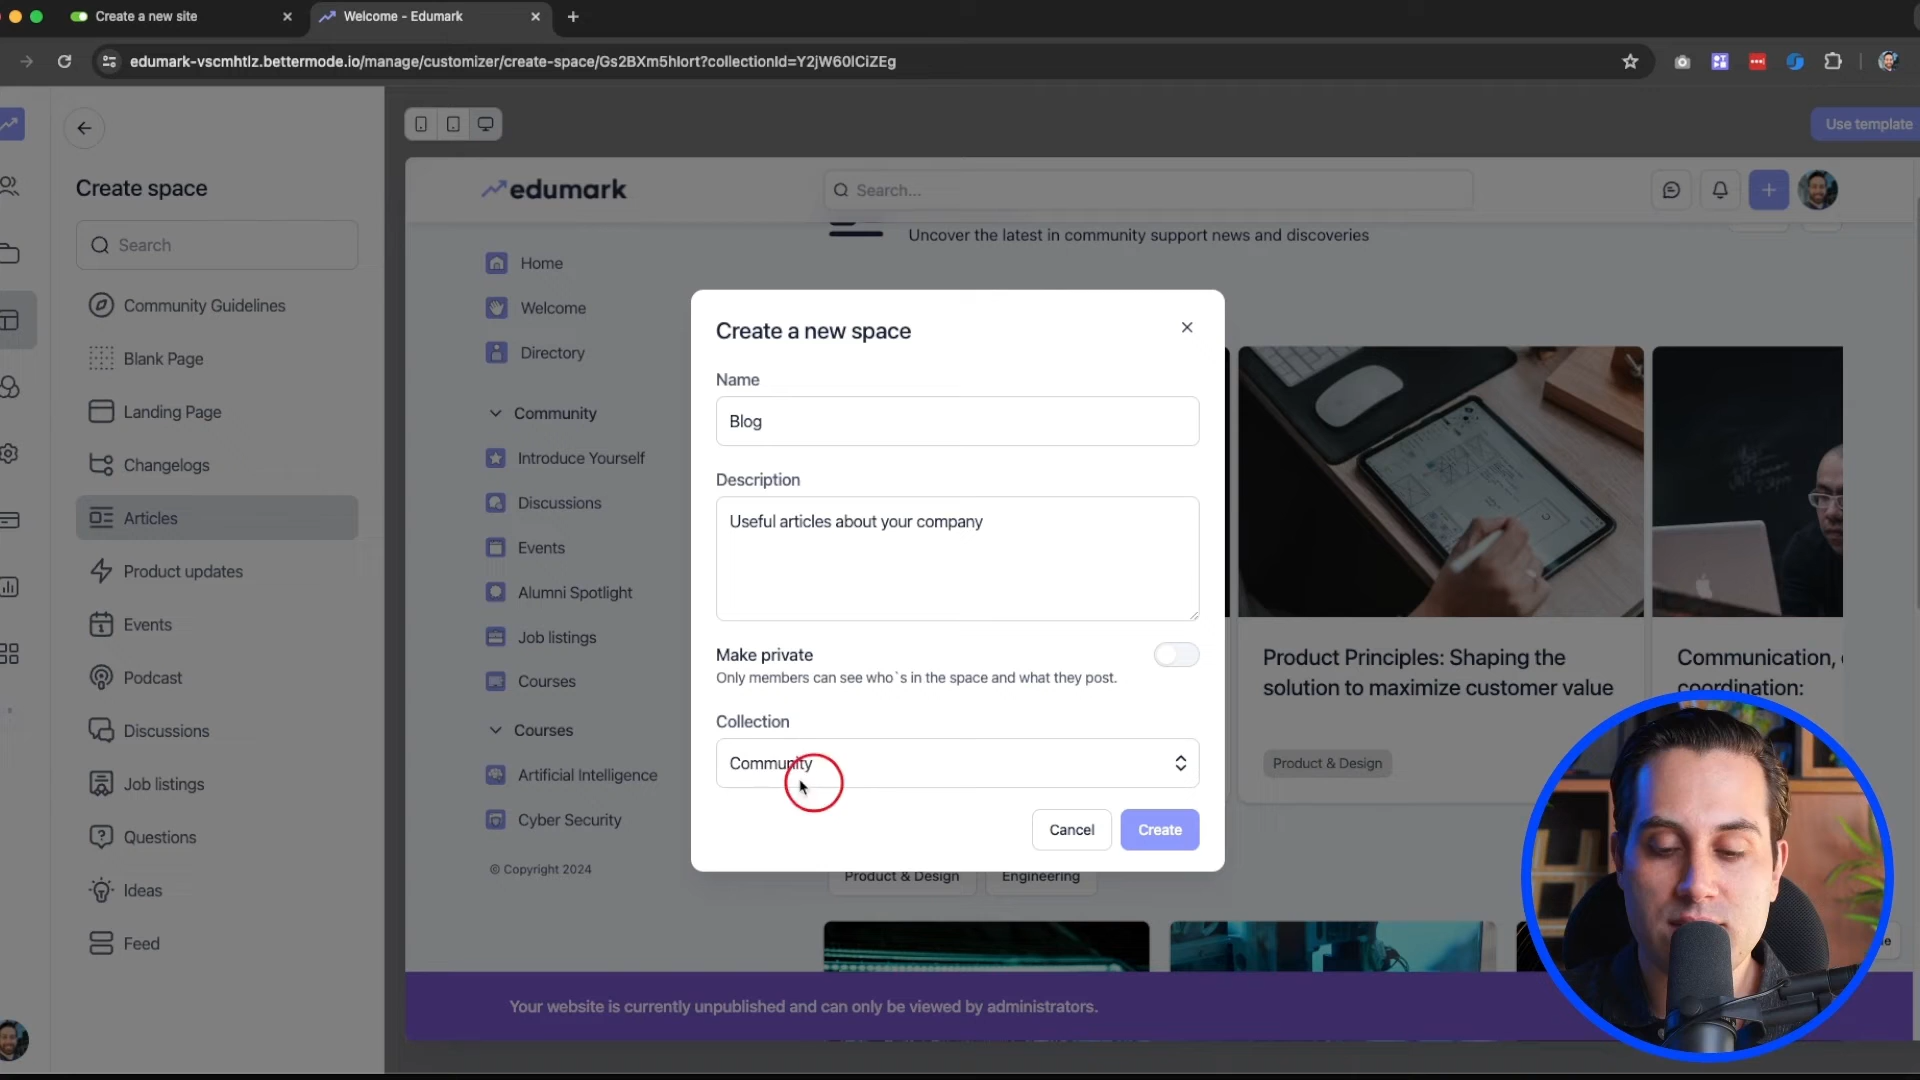 Create a new site
Welcome - Edumark
edumark-vscmhtlz.bettermode.io/manage/customizer/create-space/Gs2BXm5hlort?collectionId=Y2jW60lCiZEg
Use template
Create space
Search
Community Guidelines
Blank Page
Landing Page
Changelogs
Articles
Product updates
Events
Podcast
Discussions
Job listings
Questions
Ideas
Feed
edumark
Search...
Uncover the latest in community support news and discoveries
Home
Welcome
Directory
Community
Introduce Yourself
Discussions
Events
Alumni Spotlight
Job listings
Courses
Courses
Artificial Intelligence
Cyber Security
© Copyright 2024
Create a new space
Name
Blog
Description
Useful articles about your company
Make private
Only members can see who`s in the space and what they post.
Collection
Community
Cancel
Create
Product Principles: Shaping the
solution to maximize customer value
Product & Design
Communication,
coordination:
Product & Design
Engineering
Your website is currently unpublished and can only be viewed by administrators.